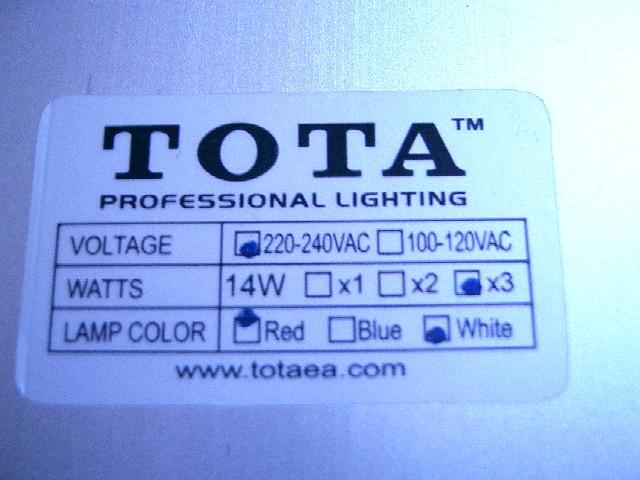 TOTA™
PROFESSIONAL LIGHTING
VOLTAGE 220-240VAC 100-120VAC
WATTS 14W x1 x2 x3
LAMP COLOR Red Blue White
www.totaea.com